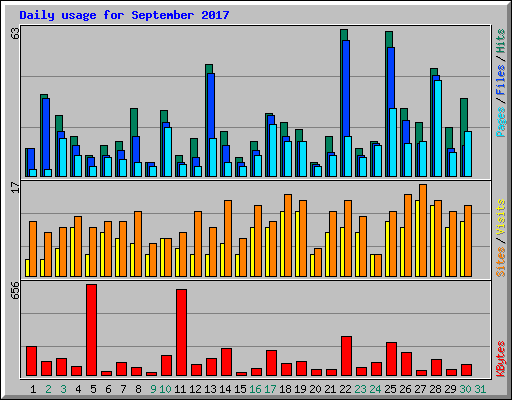 Daily usage for September 2017
63
Pages / Files / Hits
17
Sites / Visits
656
KBytes
1 2 3 4 5 6 7 8 9 10 11 12 13 14 15 16 17 18 19 20 21 22 23 24 25 26 27 28 29 30 31